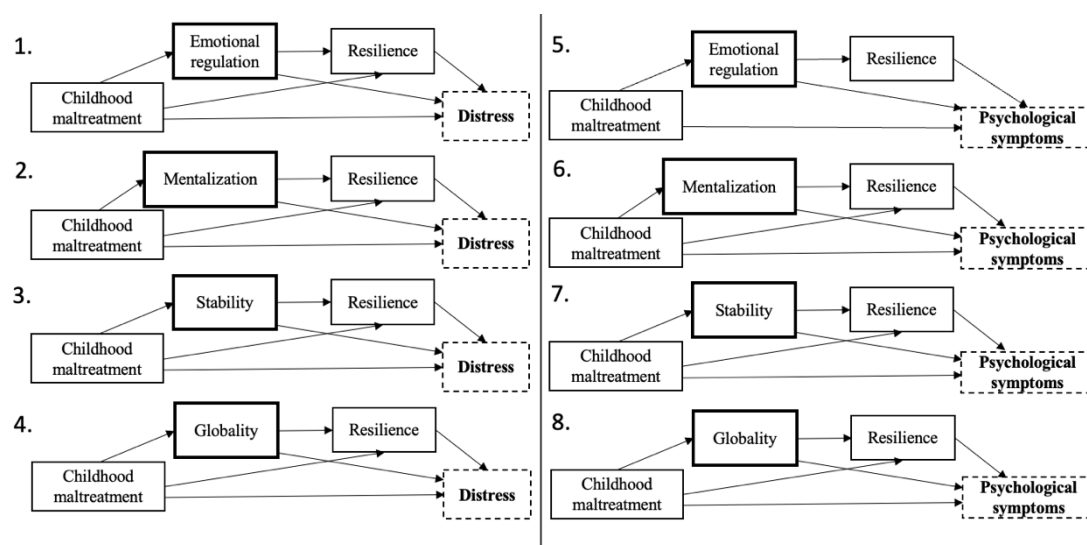 1.
Emotional
regulation
Resilience
Childhood
maltreatment
Distress
2.
Mentalization
Resilience
Childhood
maltreatment
Distress
3.
Stability
Resilience
Childhood
maltreatment
Distress
4.
Globality
Resilience
Childhood
maltreatment
Distress
5.
Emotional
regulation
Resilience
Childhood
maltreatment
Psychological
symptoms
6.
Mentalization
Resilience
Childhood
maltreatment
Psychological
symptoms
7.
Stability
Resilience
Childhood
maltreatment
Psychological
symptoms
8.
Globality
Resilience
Childhood
maltreatment
Psychological
symptoms